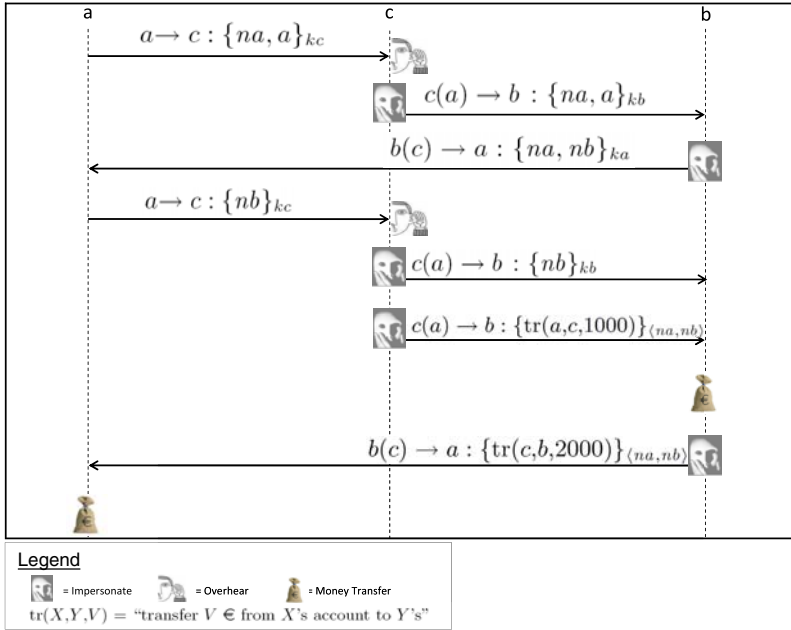 a c b
a→ c : {na, a}kc
c(a) → b : {na, a}kb
b(c) → a : {na, nb}ka
a→ c : {nb}kc
c(a) → b : {nb}kb
c(a) → b : {tr(a,c,1000)}⟨na,nb⟩
€
b(c) → a : {tr(c,b,2000)}⟨na,nb⟩
€
Legend
= Impersonate = Overhear € = Money Transfer
tr(X,Y,V) = “transfer V € from X's account to Y's”